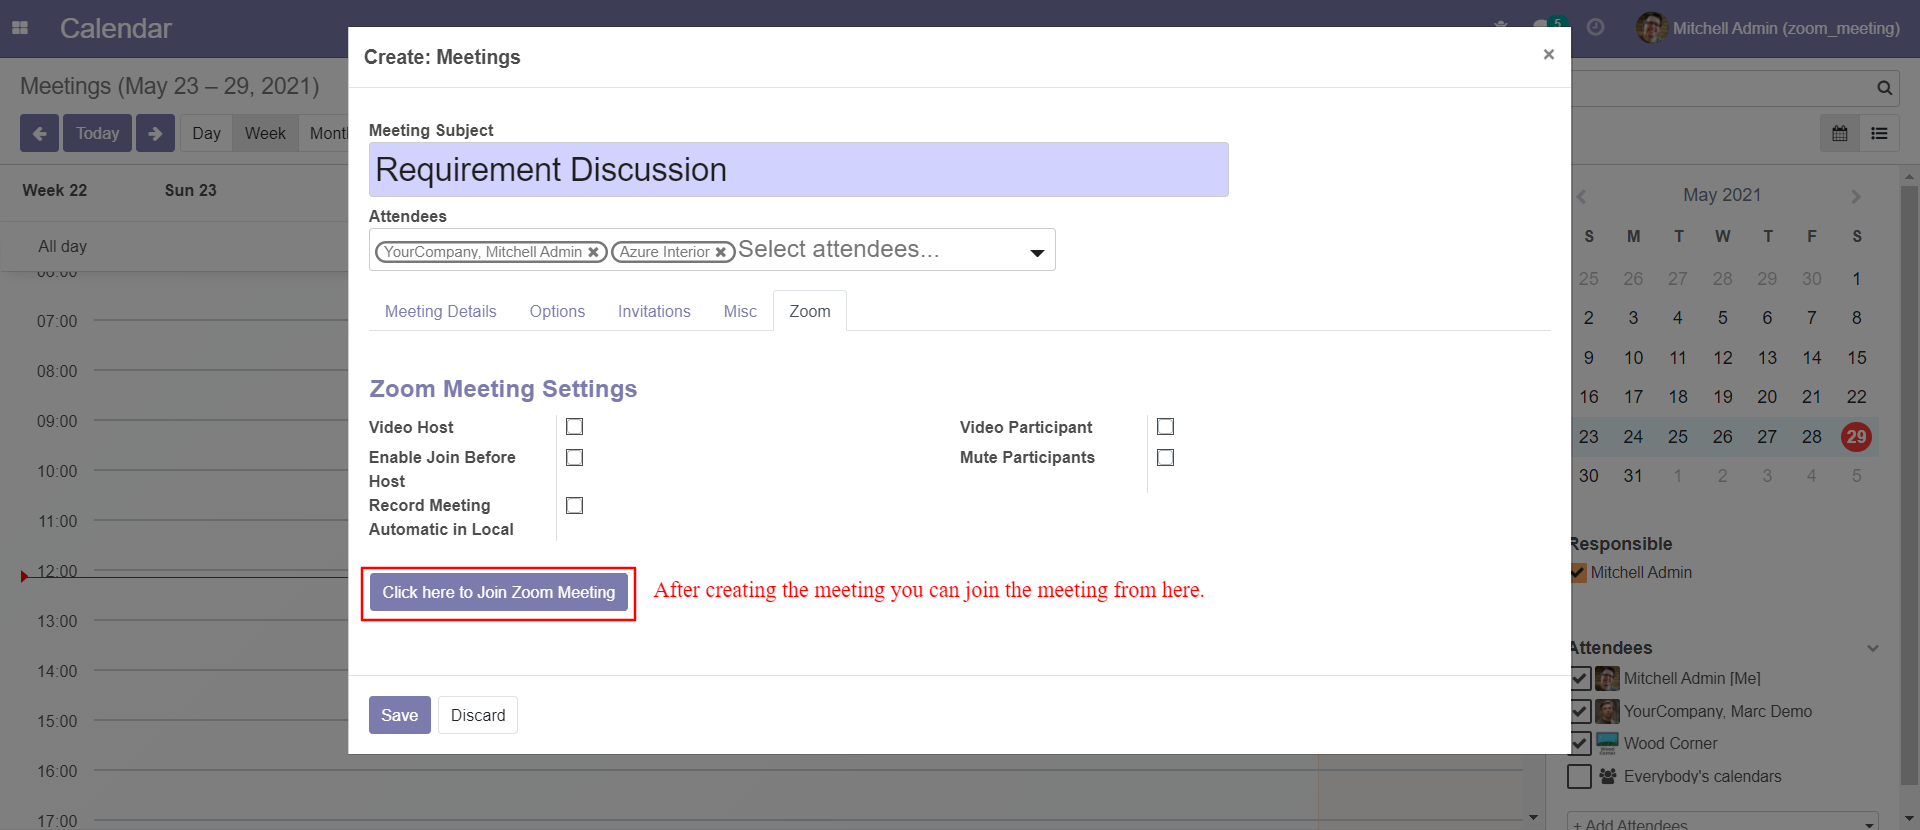 Calendar
5
Mitchell Admin (zoom_meeting)
Meetings (May 23 – 29, 2021)
Today
Day
Week
Month
Week 22
Sun 23
All day
06:00
07:00
08:00
09:00
10:00
11:00
12:00
13:00
14:00
15:00
16:00
17:00
Create: Meetings
×
Meeting Subject
Requirement Discussion
Attendees
YourCompany, Mitchell Admin ✖ Azure Interior ✖ Select attendees...
Meeting Details Options Invitations Misc Zoom
Zoom Meeting Settings
Video Host
Enable Join Before
Host
Record Meeting
Automatic in Local
Video Participant
Mute Participants
Click here to Join Zoom Meeting
After creating the meeting you can join the meeting from here.
Save
Discard
May 2021
S M T W T F S
25 26 27 28 29 30 1
2 3 4 5 6 7 8
9 10 11 12 13 14 15
16 17 18 19 20 21 22
23 24 25 26 27 28 29
30 31 1 2 3 4 5
Responsible
Mitchell Admin
Attendees
Mitchell Admin [Me]
YourCompany, Marc Demo
Wood Corner
Everybody's calendars
+ Add Attendees